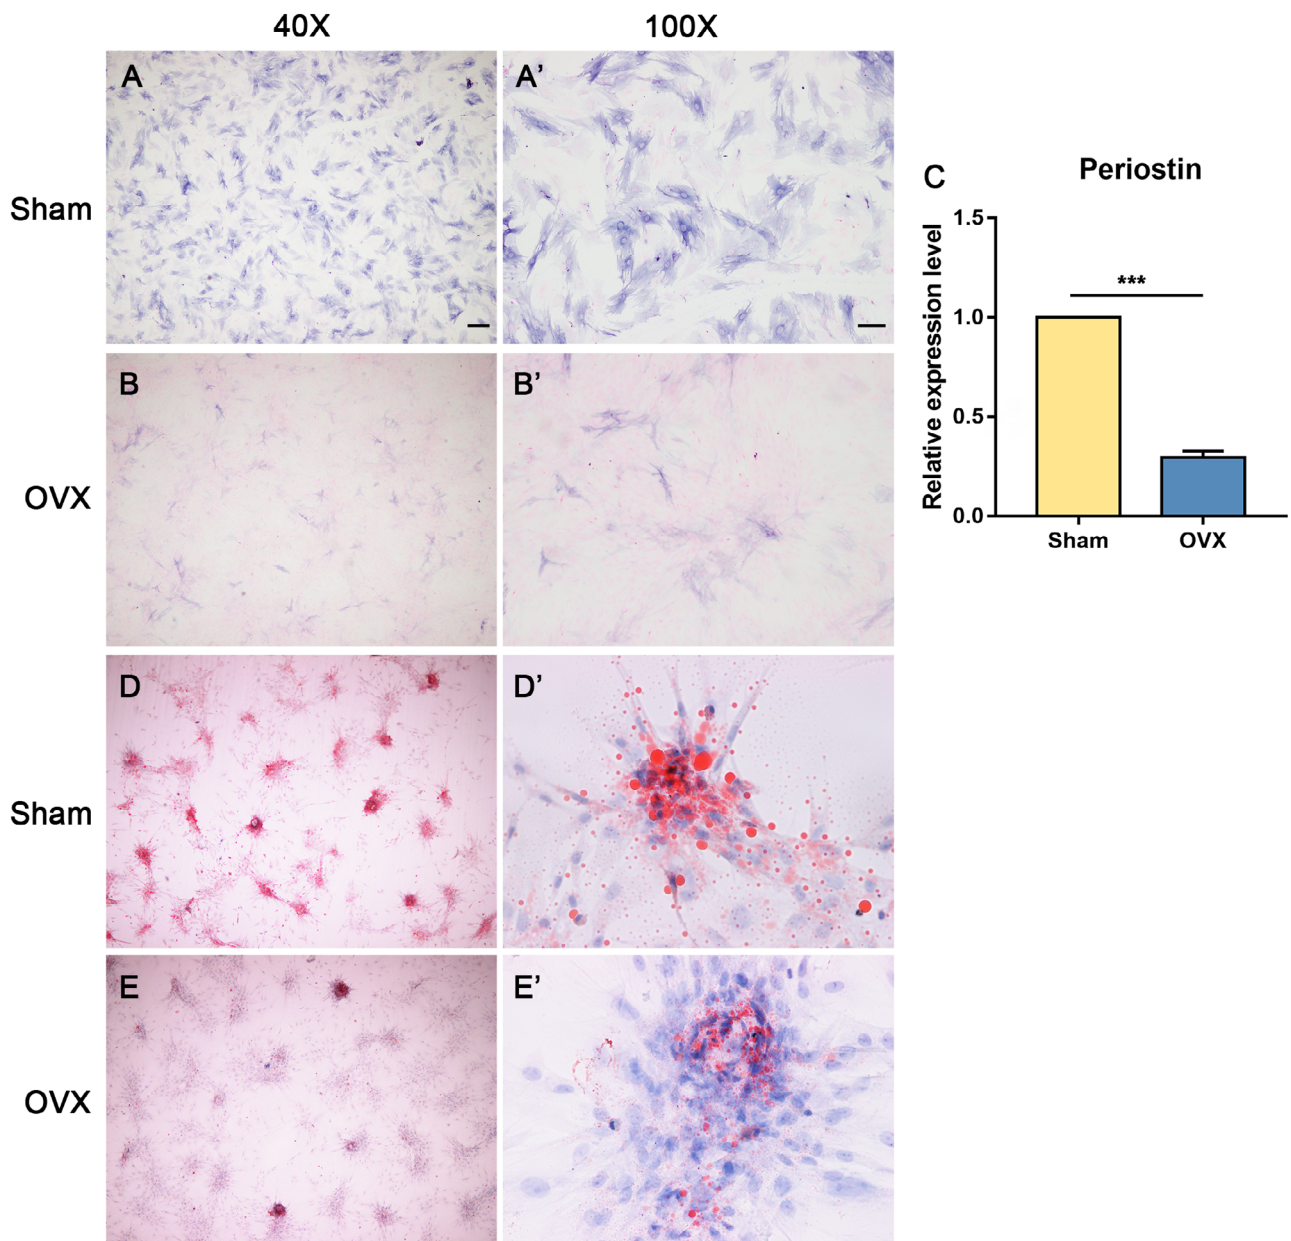 40X 100X
A A’
Sham
B B’
OVX
D D’
Sham
E E’
OVX
C Periostin
Relative expression level
1.5
***
1.0
0.5
0.0
Sham OVX